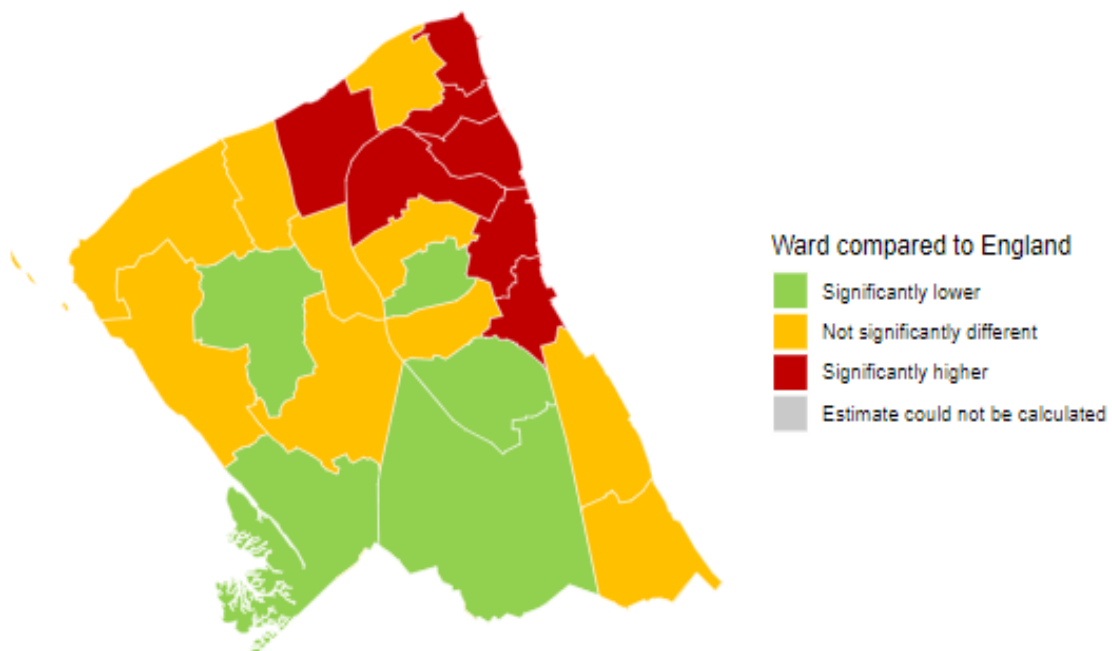 Ward compared to England
Significantly lower
Not significantly different
Significantly higher
Estimate could not be calculated